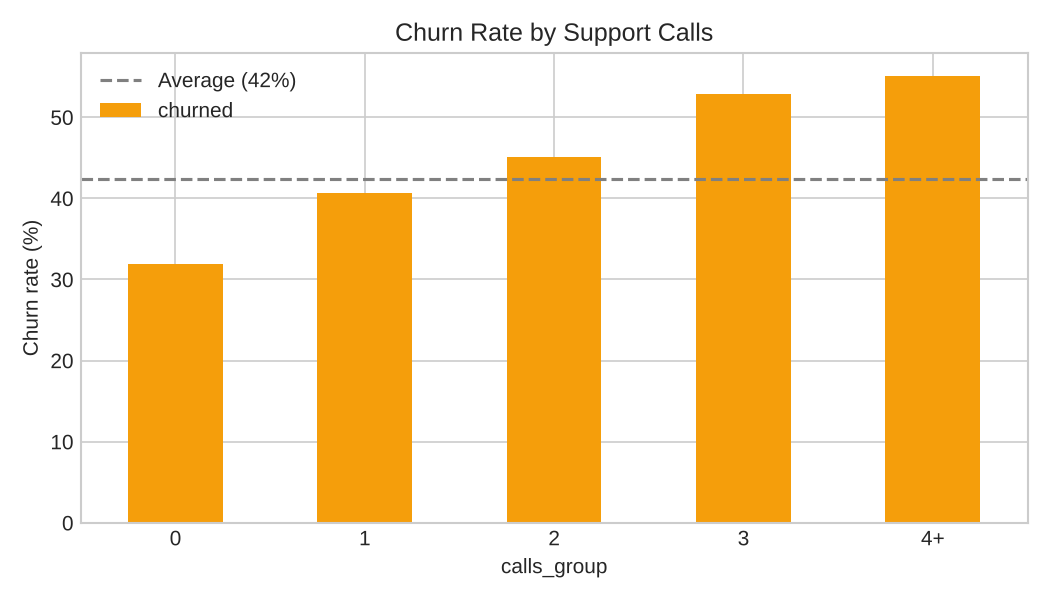 Churn Rate by Support Calls
Average (42%)
churned
Churn rate (%)
50
40
30
20
10
0
0 1 2 3 4+
calls_group